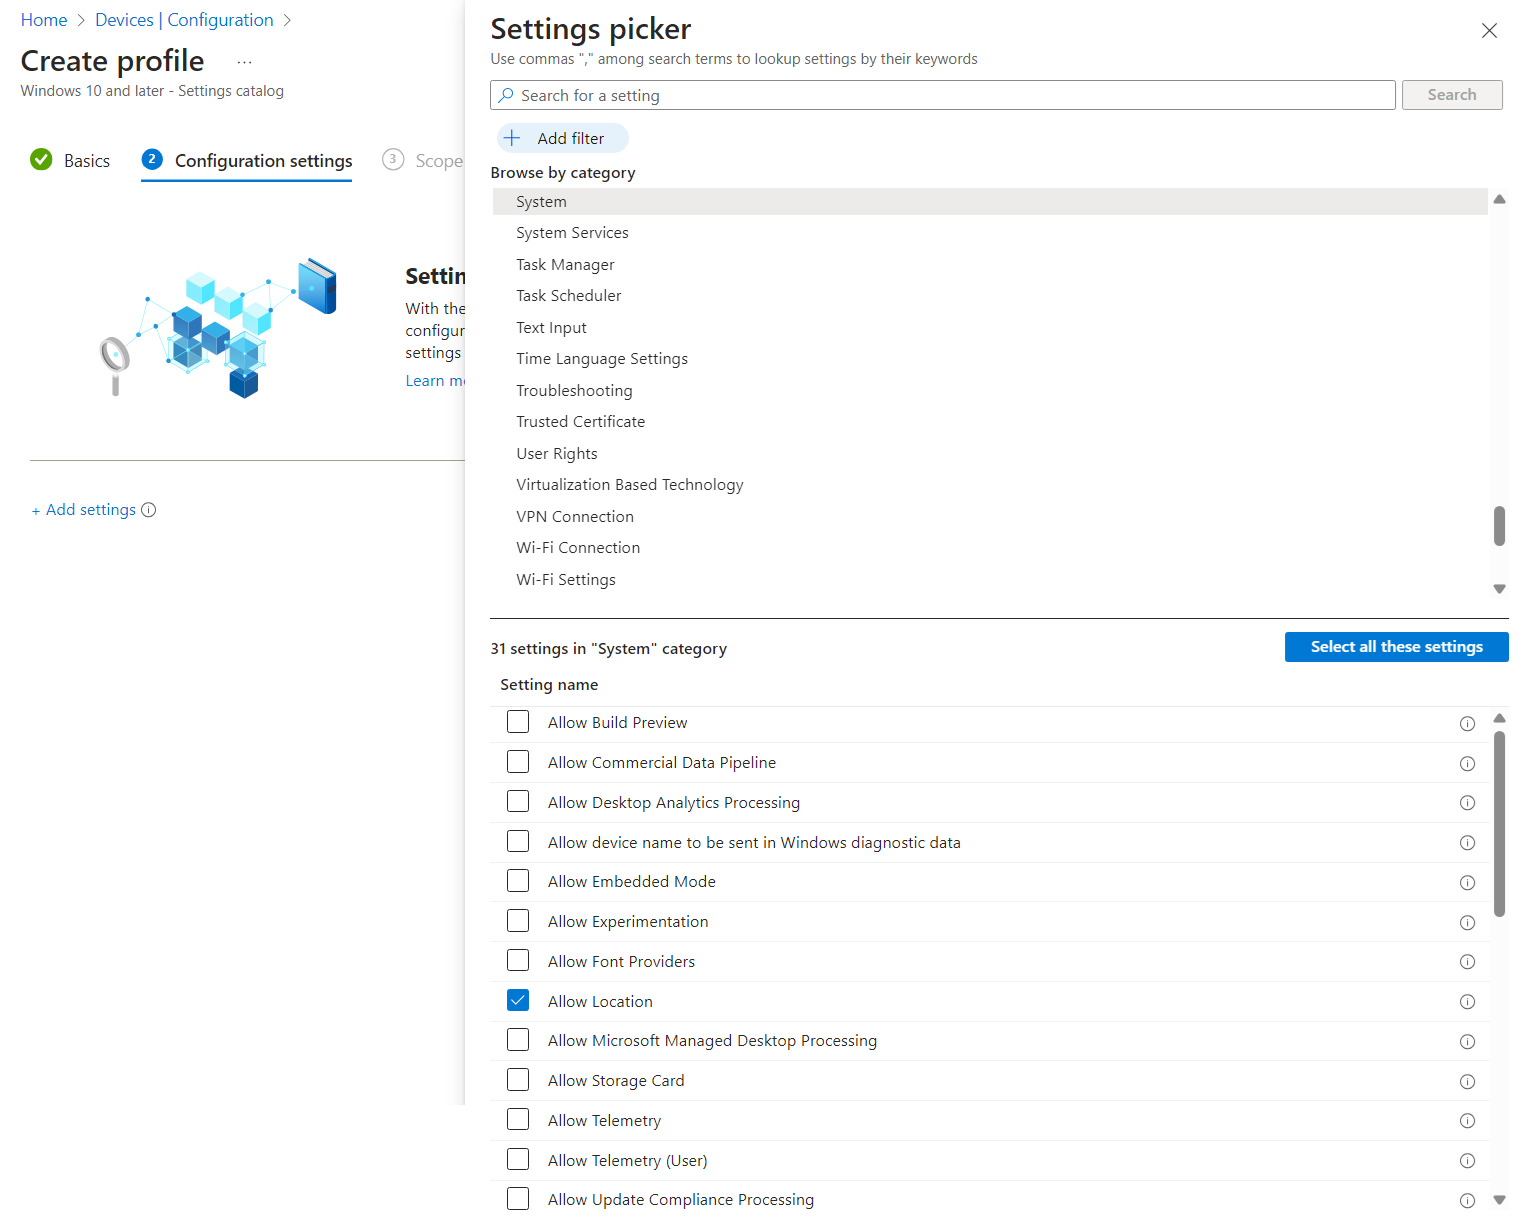 Home > Devices | Configuration >
Create profile ...
Windows 10 and later - Settings catalog
Basics
2 Configuration settings
3 Scope
Settin
With the
configur
settings
Learn m
+ Add settings
Settings picker
Use commas "," among search terms to lookup settings by their keywords
Search for a setting
Search
+ Add filter
Browse by category
System
System Services
Task Manager
Task Scheduler
Text Input
Time Language Settings
Troubleshooting
Trusted Certificate
User Rights
Virtualization Based Technology
VPN Connection
Wi-Fi Connection
Wi-Fi Settings
31 settings in "System" category
Select all these settings
Setting name
Allow Build Preview
Allow Commercial Data Pipeline
Allow Desktop Analytics Processing
Allow device name to be sent in Windows diagnostic data
Allow Embedded Mode
Allow Experimentation
Allow Font Providers
Allow Location
Allow Microsoft Managed Desktop Processing
Allow Storage Card
Allow Telemetry
Allow Telemetry (User)
Allow Update Compliance Processing